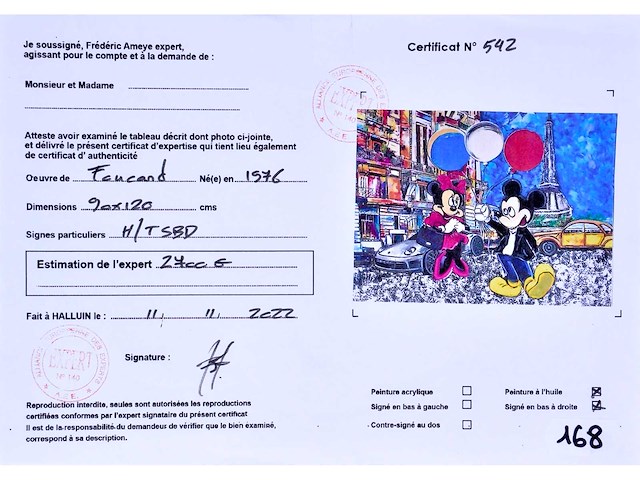 Je soussigné, Frédéric Ameye expert,
agissant pour le compte et à la demande de :
Certificat N° 542
Monsieur et Madame
Atteste avoir examiné le tableau décrit dont photo ci-jointe,
et délivré le présent certificat d'expertise qui tient lieu également
de certificat d' authenticité
Oeuvre de Foucard Né(e) en 1976
Dimensions 90x120 cms
Signes particuliers H/TSBD
Estimation de l'expert 2700 €
Fait à HALLUIN le : 11, 11, 2022
Signature :
EXPERT
N° 540
A.E.E.
Reproduction interdite, seules sont autorisées les reproductions
certifiées conformes par l'expert signataire du présent certificat
Il est de la responsabilité du demandeus de vérifier que le bien éxaminé,
correspond à sa description.
Peinture acrylique
Peinture à l'huile
Signé en bas à gauche
Signé en bas à droite
Contre-signé au dos
168